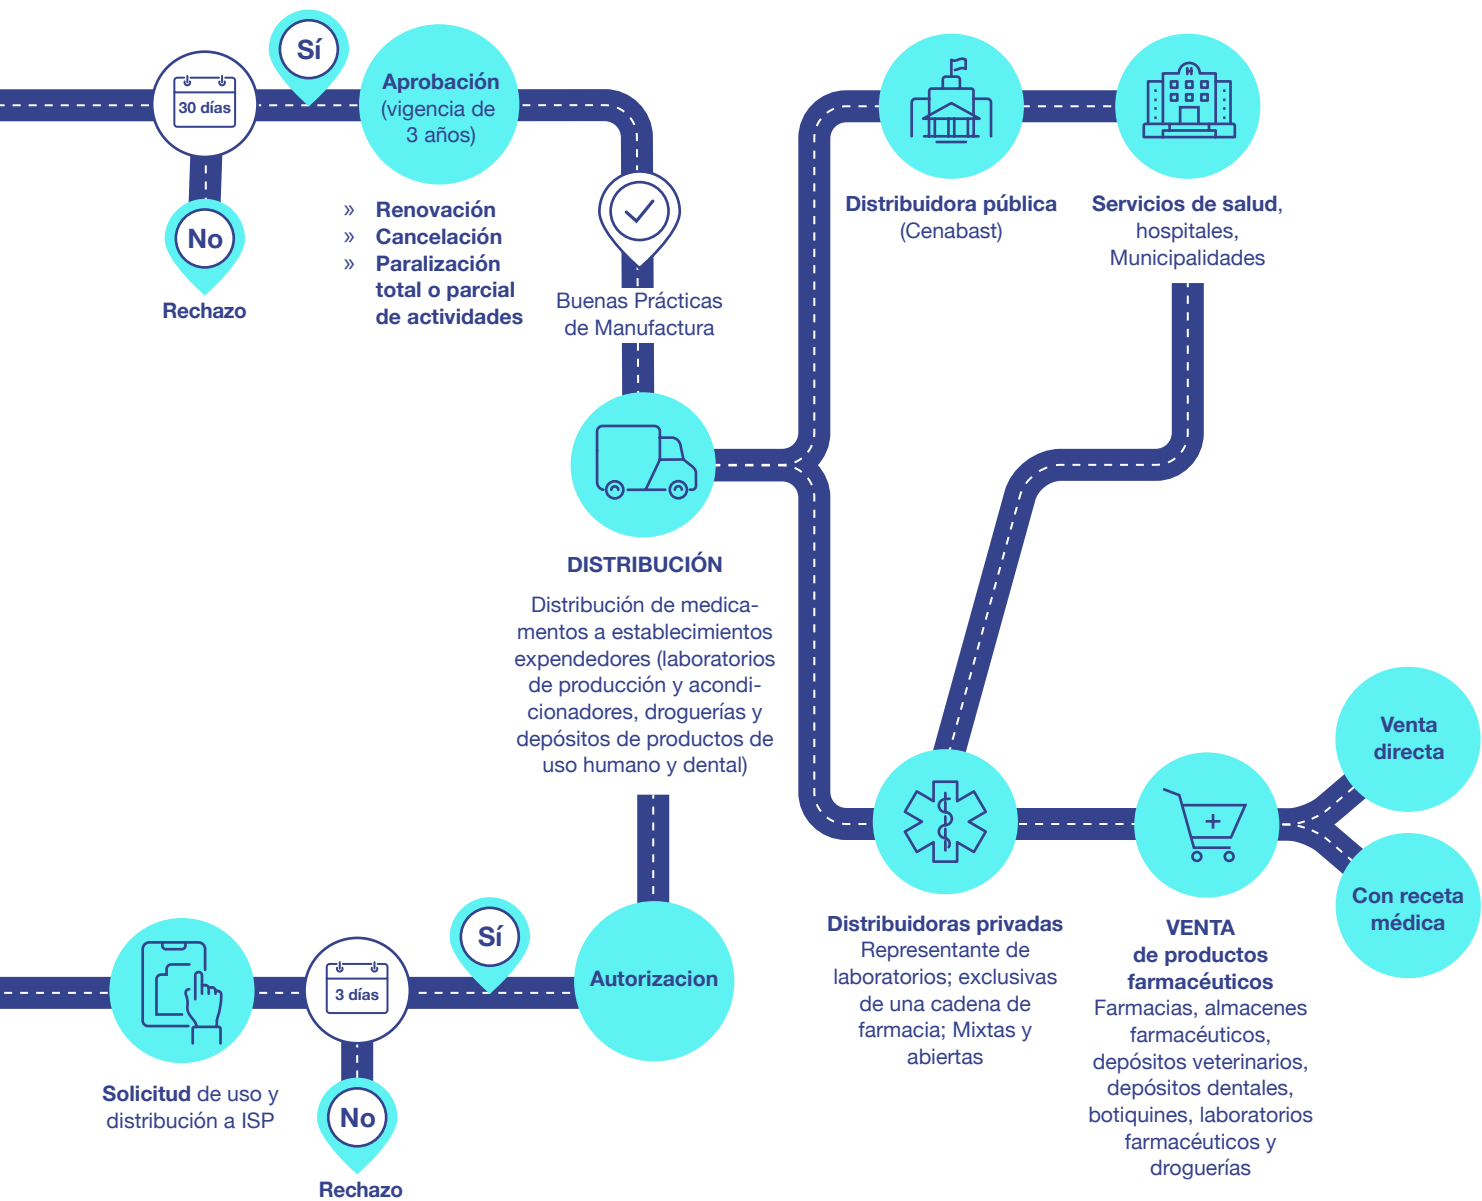 30 días
Sí
No
Rechazo
Aprobación
(vigencia de
3 años)
» Renovación
» Cancelación
» Paralización
total o parcial
de actividades
Buenas Prácticas
de Manufactura
Distribuidora pública
(Cenabast)
H
Servicios de salud,
hospitales,
Municipalidades
DISTRIBUCIÓN
Distribución de medica-
mentos a establecimientos
expendedores (laboratorios
de producción y acondi-
cionadores, droguerías y
depósitos de productos de
uso humano y dental)
Distribuidoras privadas
Representante de
laboratorios; exclusivas
de una cadena de
farmacia; Mixtas y
abiertas
VENTA
de productos
farmacéuticos
Farmacias, almacenes
farmacéuticos,
depósitos veterinarios,
depósitos dentales,
botiquines, laboratorios
farmacéuticos y
droguerías
Venta
directa
Con receta
médica
Solicitud de uso y
distribución a ISP
3 días
Sí
No
Rechazo
Autorizacion